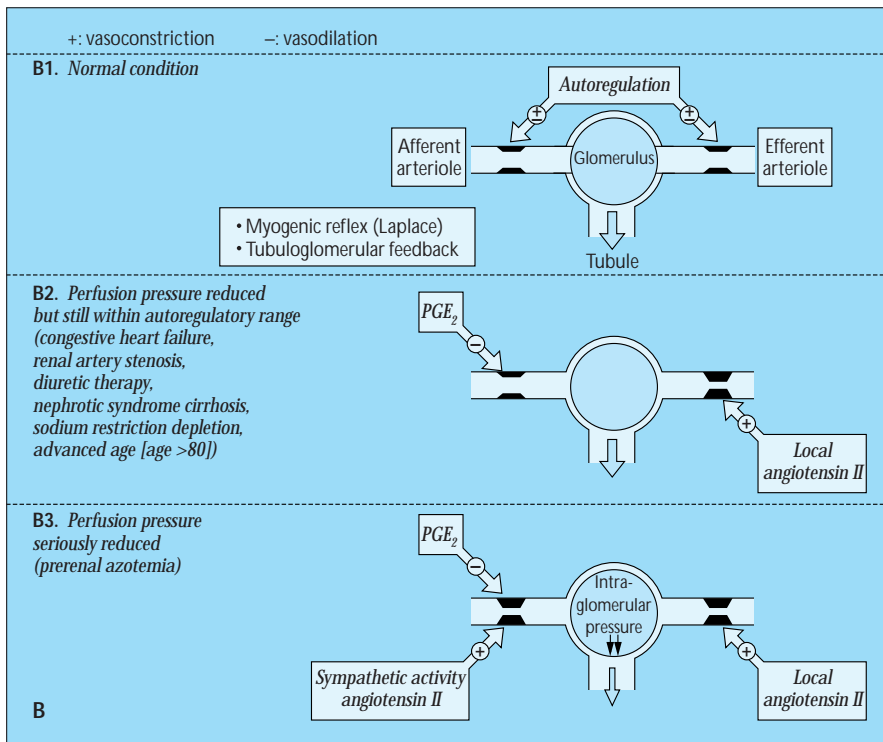 +: vasoconstriction –: vasodilation
B1. Normal condition
Autoregulation
+
–
+
–
Afferent
arteriole
Glomerulus
Efferent
arteriole
• Myogenic reflex (Laplace)
• Tubuloglomerular feedback
Tubule
B2. Perfusion pressure reduced
but still within autoregulatory range
(congestive heart failure,
renal artery stenosis,
diuretic therapy,
nephrotic syndrome cirrhosis,
sodium restriction depletion,
advanced age [age >80])
PGE2
–
+
Local
angiotensin II
B3. Perfusion pressure
seriously reduced
(prerenal azotemia)
PGE2
–
Intra-
glomerular
pressure
+
Sympathetic activity
angiotensin II
+
Local
angiotensin II
B